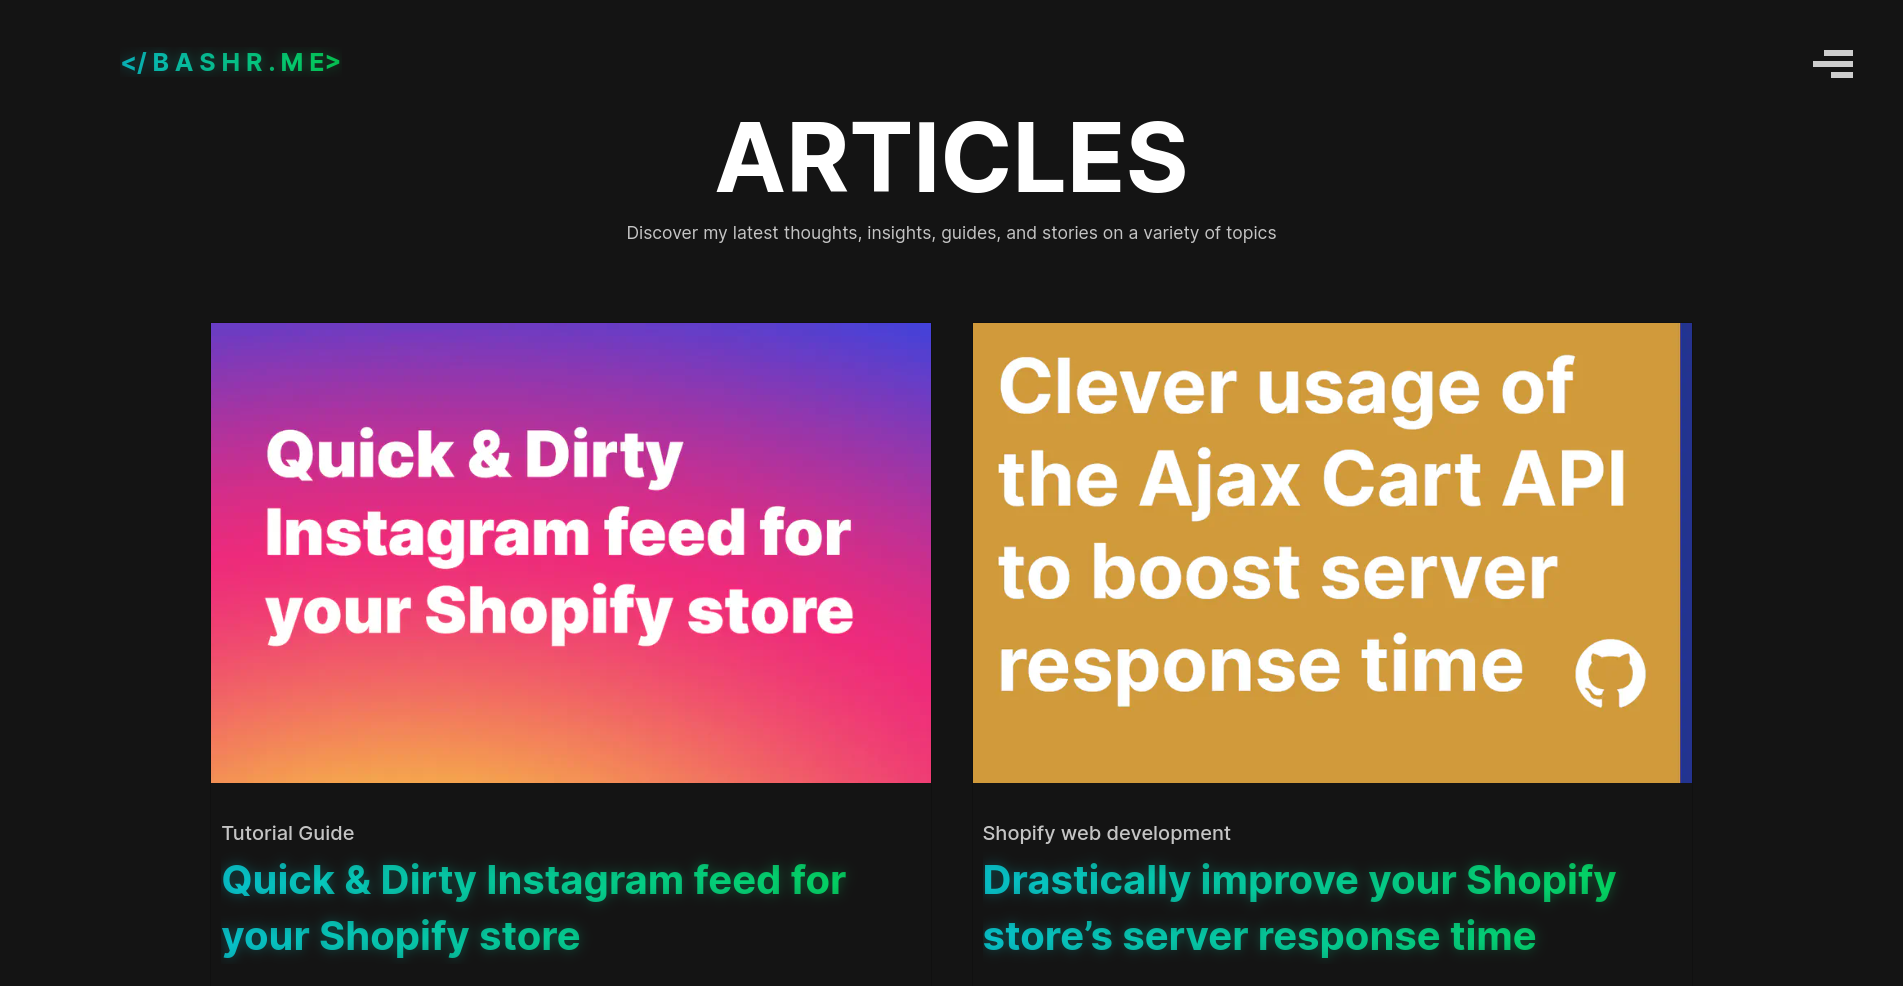 </BASHR.ME>
ARTICLES
Discover my latest thoughts, insights, guides, and stories on a variety of topics
Quick & Dirty
Instagram feed for
your Shopify store
Clever usage of
the Ajax Cart API
to boost server
response time
Tutorial Guide
Quick & Dirty Instagram feed for
your Shopify store
Shopify web development
Drastically improve your Shopify
store’s server response time